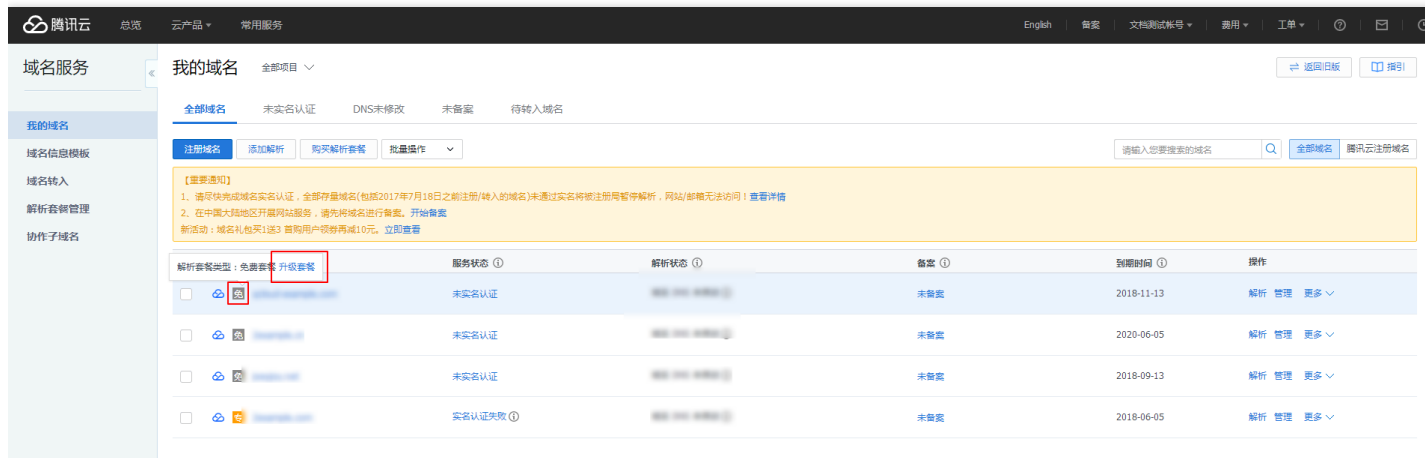 腾讯云 总览 云产品 常用服务 English 备案 文档测试帐号 费用 工单
域名服务 我的域名 全部项目 返回旧版 指引
全部域名 未实名认证 DNS未修改 未备案 待转入域名
我的域名
注册域名 添加解析 购买解析套餐 批量操作 请输入您要搜索的域名 全部域名 腾讯云注册域名
域名信息模板
域名转入
解析套餐管理
协作子域名
【重要通知】
1、请尽快完成域名实名认证，全部存量域名(包括2017年7月18日之前注册/转入的域名)未通过实名将被注册局暂停解析，网站/邮箱无法访问！查看详情
2、在中国大陆地区开展网站服务，请先将域名进行备案。开始备案
新活动：域名礼包买1送3 首购用户领券再减10元。立即查看
解析套餐类型：免费套餐 升级套餐 服务状态 解析状态 备案 到期时间 操作
免 未实名认证 未备案 2018-11-13 解析 管理 更多
免 未实名认证 未备案 2020-06-05 解析 管理 更多
免 未实名认证 未备案 2018-09-13 解析 管理 更多
专 实名认证失败 未备案 2018-06-05 解析 管理 更多